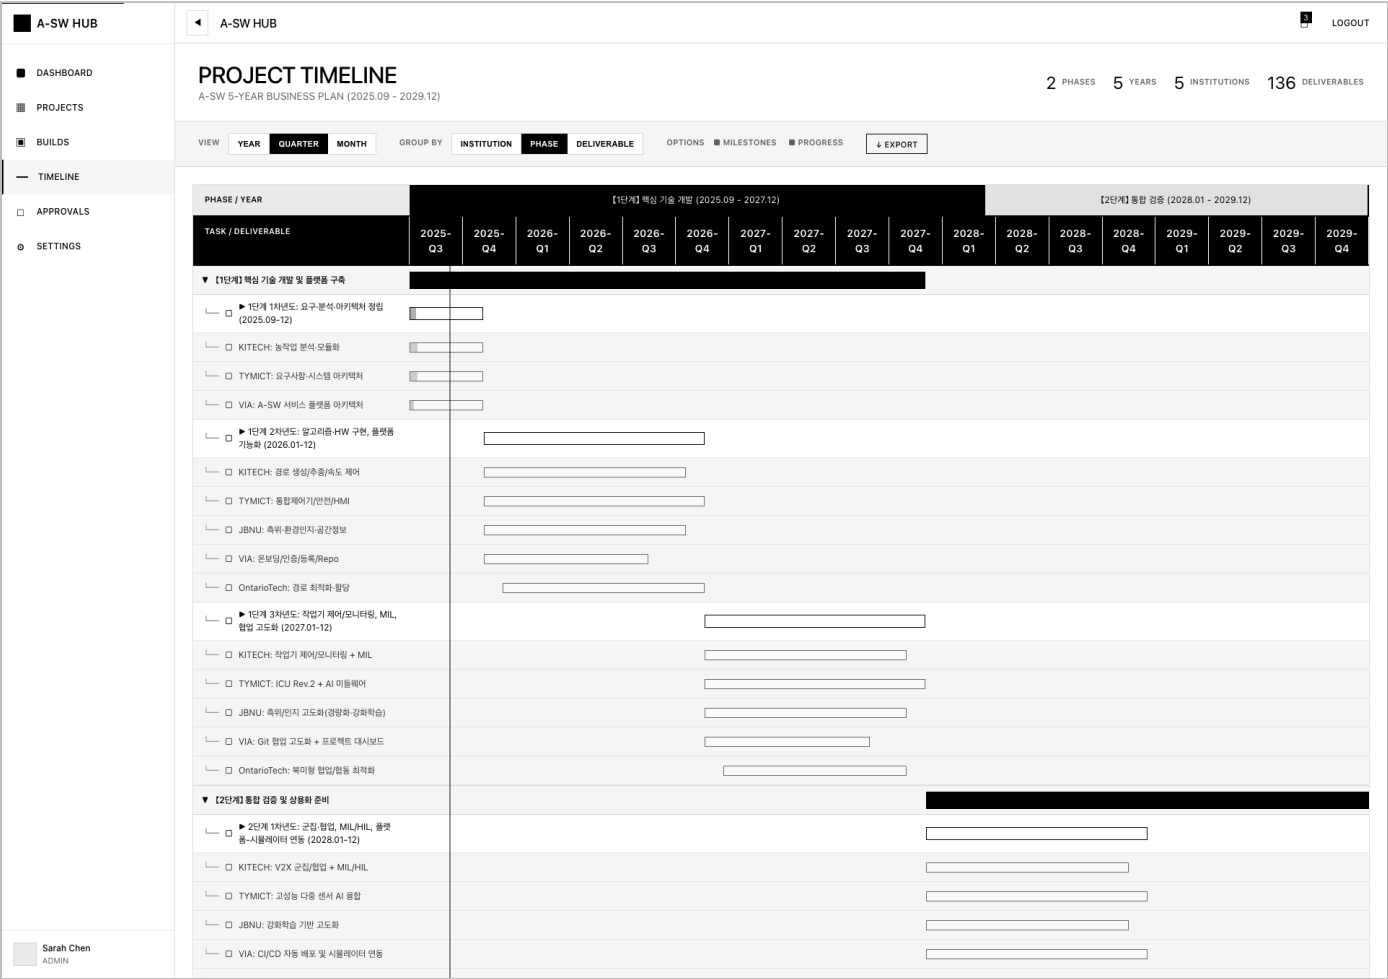 A-SW HUB
A-SW HUB
3
LOGOUT
DASHBOARD
PROJECTS
BUILDS
TIMELINE
APPROVALS
SETTINGS
PROJECT TIMELINE
A-SW 5-YEAR BUSINESS PLAN (2025.09 - 2029.12)
2 PHASES 5 YEARS 5 INSTITUTIONS 136 DELIVERABLES
VIEW YEAR QUARTER MONTH GROUP BY INSTITUTION PHASE DELIVERABLE OPTIONS MILESTONES PROGRESS ↓ EXPORT
PHASE / YEAR
【1단계】 핵심 기술 개발 (2025.09 - 2027.12)
【2단계】 통합 검증 (2028.01 - 2029.12)
TASK / DELIVERABLE
2025-Q3 2025-Q4 2026-Q1 2026-Q2 2026-Q3 2026-Q4 2027-Q1 2027-Q2 2027-Q3 2027-Q4 2028-Q1 2028-Q2 2028-Q3 2028-Q4 2029-Q1 2029-Q2 2029-Q3 2029-Q4
▼ 【1단계】 핵심 기술 개발 및 플랫폼 구축
▶ 1단계 1차년도: 요구·분석·아키텍처 정립
(2025.09-12)
KITECH: 농작업 분석·모듈화
TYMICT: 요구사항·시스템 아키텍처
VIA: A-SW 서비스 플랫폼 아키텍처
▶ 1단계 2차년도: 알고리즘·HW 구현, 플랫폼
기능화 (2026.01-12)
KITECH: 경로 생성/추종/속도 제어
TYMICT: 통합제어기/안전/HMI
JBNU: 측위·환경인지·공간정보
VIA: 온보딩/인증/등록/Repo
OntarioTech: 경로 최적화·할당
▶ 1단계 3차년도: 작업기 제어/모니터링, MIL,
협업 고도화 (2027.01-12)
KITECH: 작업기 제어/모니터링 + MIL
TYMICT: ICU Rev.2 + AI 미들웨어
JBNU: 측위/인지 고도화(경량화·강화학습)
VIA: Git 협업 고도화 + 프로젝트 대시보드
OntarioTech: 북미형 협업/협동 최적화
▼ 【2단계】 통합 검증 및 상용화 준비
▶ 2단계 1차년도: 군집·협업, MIL/HIL, 플랫
폼-시뮬레이터 연동 (2028.01-12)
KITECH: V2X 군집/협업 + MIL/HIL
TYMICT: 고성능 다중 센서 AI 융합
JBNU: 강화학습 기반 고도화
VIA: CI/CD 자동 배포 및 시뮬레이터 연동
Sarah Chen
ADMIN